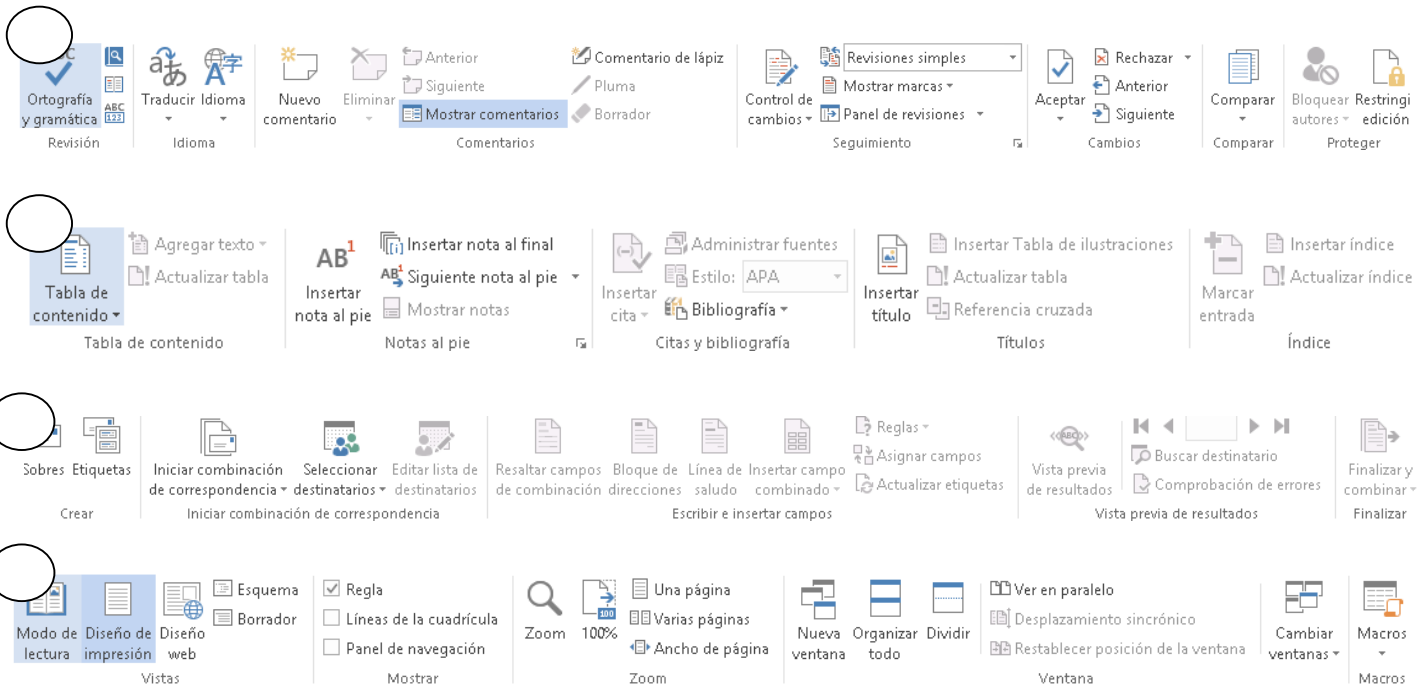 Ortografía y gramática
ABC 123
Revisión
Traducir
Idioma
Idioma
Nuevo comentario
Eliminar
Anterior
Siguiente
Mostrar comentarios
Comentario de lápiz
Pluma
Borrador
Comentarios
Control de cambios
Revisiones simples
Mostrar marcas
Panel de revisiones
Seguimiento
Aceptar
Rechazar
Anterior
Siguiente
Cambios
Comparar
Comparar
Bloquear autores
Restringi edición
Proteger
Tabla de contenido
Agregar texto
Actualizar tabla
Tabla de contenido
AB1
Insertar nota al pie
Insertar nota al final
Siguiente nota al pie
Mostrar notas
Notas al pie
Insertar cita
Administrar fuentes
Estilo: APA
Bibliografía
Citas y bibliografía
Insertar título
Insertar Tabla de ilustraciones
Actualizar tabla
Referencia cruzada
Títulos
Marcar entrada
Insertar índice
Actualizar índice
Índice
Sobres
Etiquetas
Crear
Iniciar combinación de correspondencia
Seleccionar destinatarios
Editar lista de destinatarios
Iniciar combinación de correspondencia
Resaltar campos de combinación
Bloque de direcciones
Línea de saludo
Insertar campo combinado
Reglas
Asignar campos
Actualizar etiquetas
Escribir e insertar campos
ABC
Vista previa de resultados
Buscar destinatario
Comprobación de errores
Vista previa de resultados
Finalizar y combinar
Finalizar
Modo de lectura
Diseño de impresión
Diseño web
Esquema
Borrador
Vistas
Regla
Líneas de la cuadrícula
Panel de navegación
Mostrar
Zoom
100
100%
Una página
Varias páginas
Ancho de página
Zoom
Nueva ventana
Organizar todo
Dividir
Ver en paralelo
Desplazamiento sincrónico
Restablecer posición de la ventana
Cambiar ventanas
Ventana
Macros
Macros